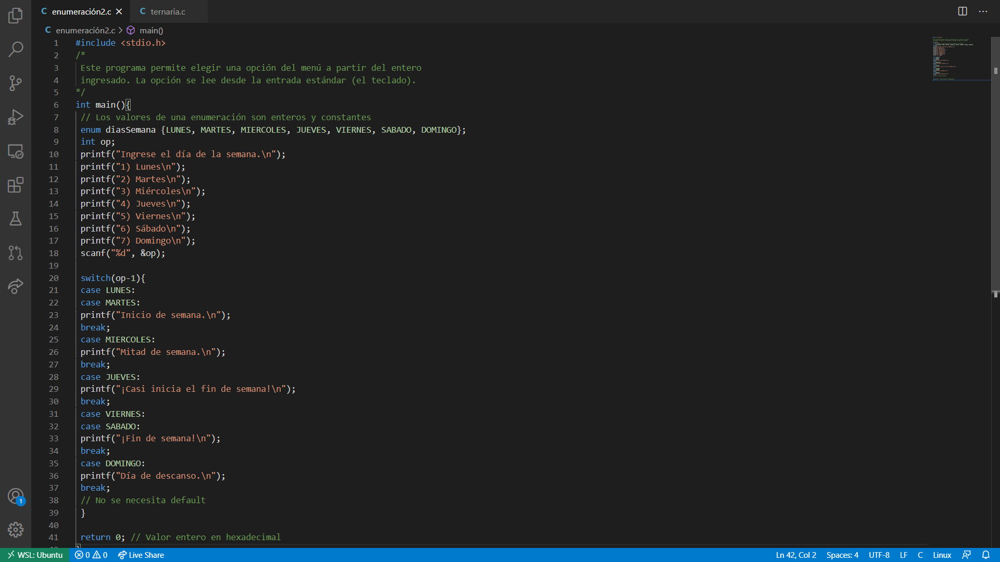 enumeración2.c
ternaria.c
enumeración2.c > main()
1 #include <stdio.h>
2 /*
3 Este programa permite elegir una opción del menú a partir del entero
4 ingresado. La opción se lee desde la entrada estándar (el teclado).
5 */
6 int main(){
7 // Los valores de una enumeración son enteros y constantes
8 enum diasSemana {LUNES, MARTES, MIERCOLES, JUEVES, VIERNES, SABADO, DOMINGO};
9 int op;
10 printf("Ingrese el día de la semana.\n");
11 printf("1) Lunes\n");
12 printf("2) Martes\n");
13 printf("3) Miércoles\n");
14 printf("4) Jueves\n");
15 printf("5) Viernes\n");
16 printf("6) Sábado\n");
17 printf("7) Domingo\n");
18 scanf("%d", &op);
19
20 switch(op-1){
21 case LUNES:
22 case MARTES:
23 printf("Inicio de semana.\n");
24 break;
25 case MIERCOLES:
26 printf("Mitad de semana.\n");
27 break;
28 case JUEVES:
29 printf("¡Casi inicia el fin de semana!\n");
30 break;
31 case VIERNES:
32 case SABADO:
33 printf("¡Fin de semana!\n");
34 break;
35 case DOMINGO:
36 printf("Día de descanso.\n");
37 break;
38 // No se necesita default
39 }
40
41 return 0; // Valor entero en hexadecimal
1
WSL: Ubuntu 0 0 Live Share Ln 42, Col 2 Spaces: 4 UTF-8 LF C Linux